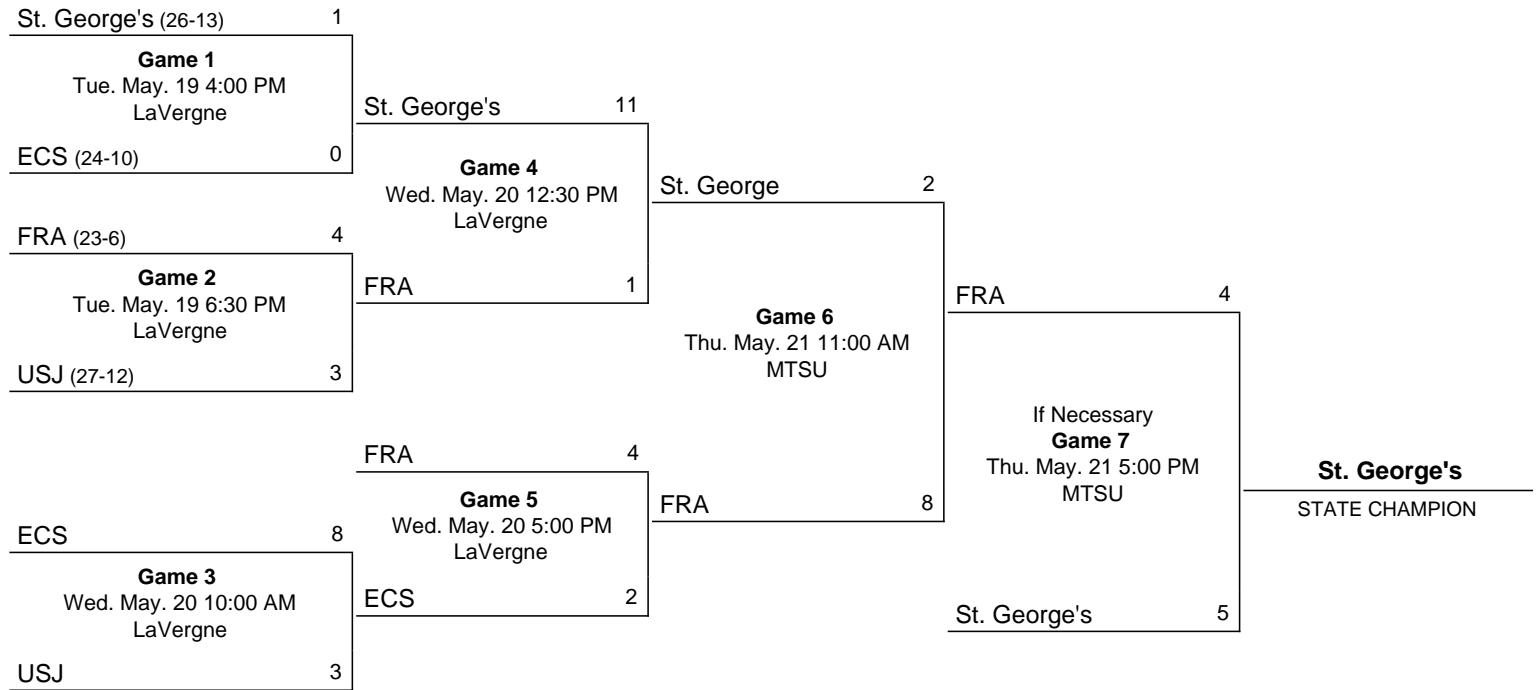 St. George's (26-13) 1
Game 1
Tue. May. 19 4:00 PM
LaVergne
ECS (24-10) 0
FRA (23-6) 4
Game 2
Tue. May. 19 6:30 PM
LaVergne
USJ (27-12) 3
ECS 8
Game 3
Wed. May. 20 10:00 AM
LaVergne
USJ 3
St. George's 11
Game 4
Wed. May. 20 12:30 PM
LaVergne
FRA 1
FRA 4
Game 5
Wed. May. 20 5:00 PM
LaVergne
ECS 2
St. George 2
Game 6
Thu. May. 21 11:00 AM
MTSU
FRA 8
FRA 4
If Necessary
Game 7
Thu. May. 21 5:00 PM
MTSU
St. George's 5
St. George's
STATE CHAMPION